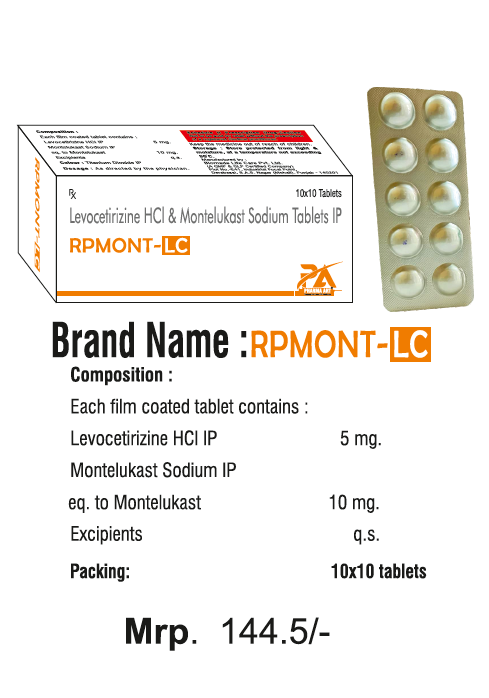 Composition :
Each film coated tablet contains :
Levocetirizine HCl IP 5 mg.
Montelukast Sodium IP
eq. to Montelukast 10 mg.
Excipients q.s.
Colour : Titanium Dioxide IP
Dosage : As directed by the physician.
Keep the medicine out of reach of children.
Storage : Store protected from light &
moisture, at a temperature not exceeding
Manufactured by :
RPMONT-LC
Rx
10x10 Tablets
Levocetirizine HCl & Montelukast Sodium Tablets IP
RPMONT-LC
PA
PHARMA ART
Brand Name :RPMONT-LC
Composition :
Each film coated tablet contains :
Levocetirizine HCl IP 5 mg.
Montelukast Sodium IP
eq. to Montelukast 10 mg.
Excipients q.s.
Packing: 10x10 tablets
Mrp. 144.5/-